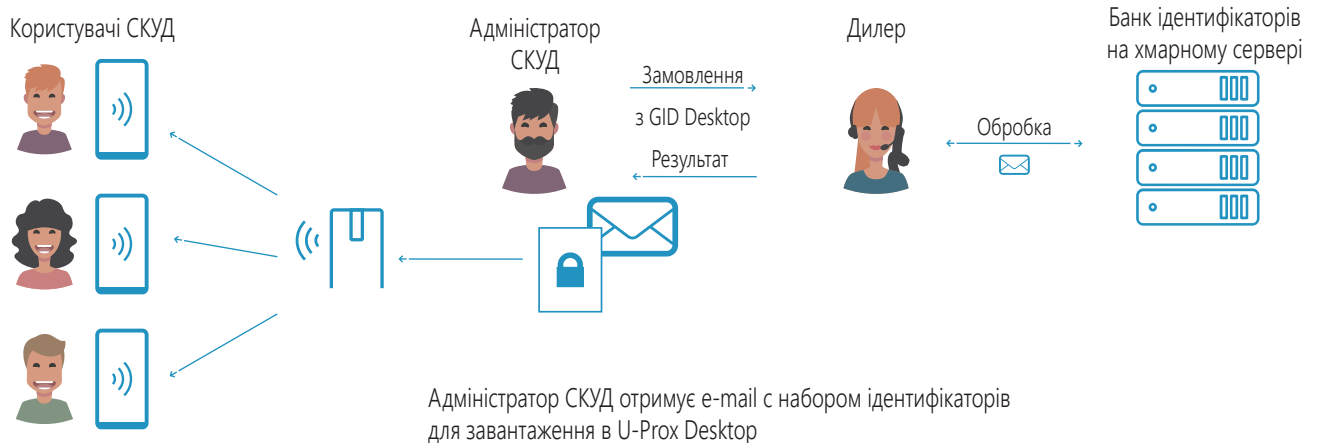 Користувачі СКУД
Адміністратор
СКУД
Замовлення
з GID Desktop
Результат
Дилер
Обробка
Банк ідентифікаторів
на хмарному сервері
Адміністратор СКУД отримує e-mail с набором ідентифікаторів
для завантаження в U-Prox Desktop